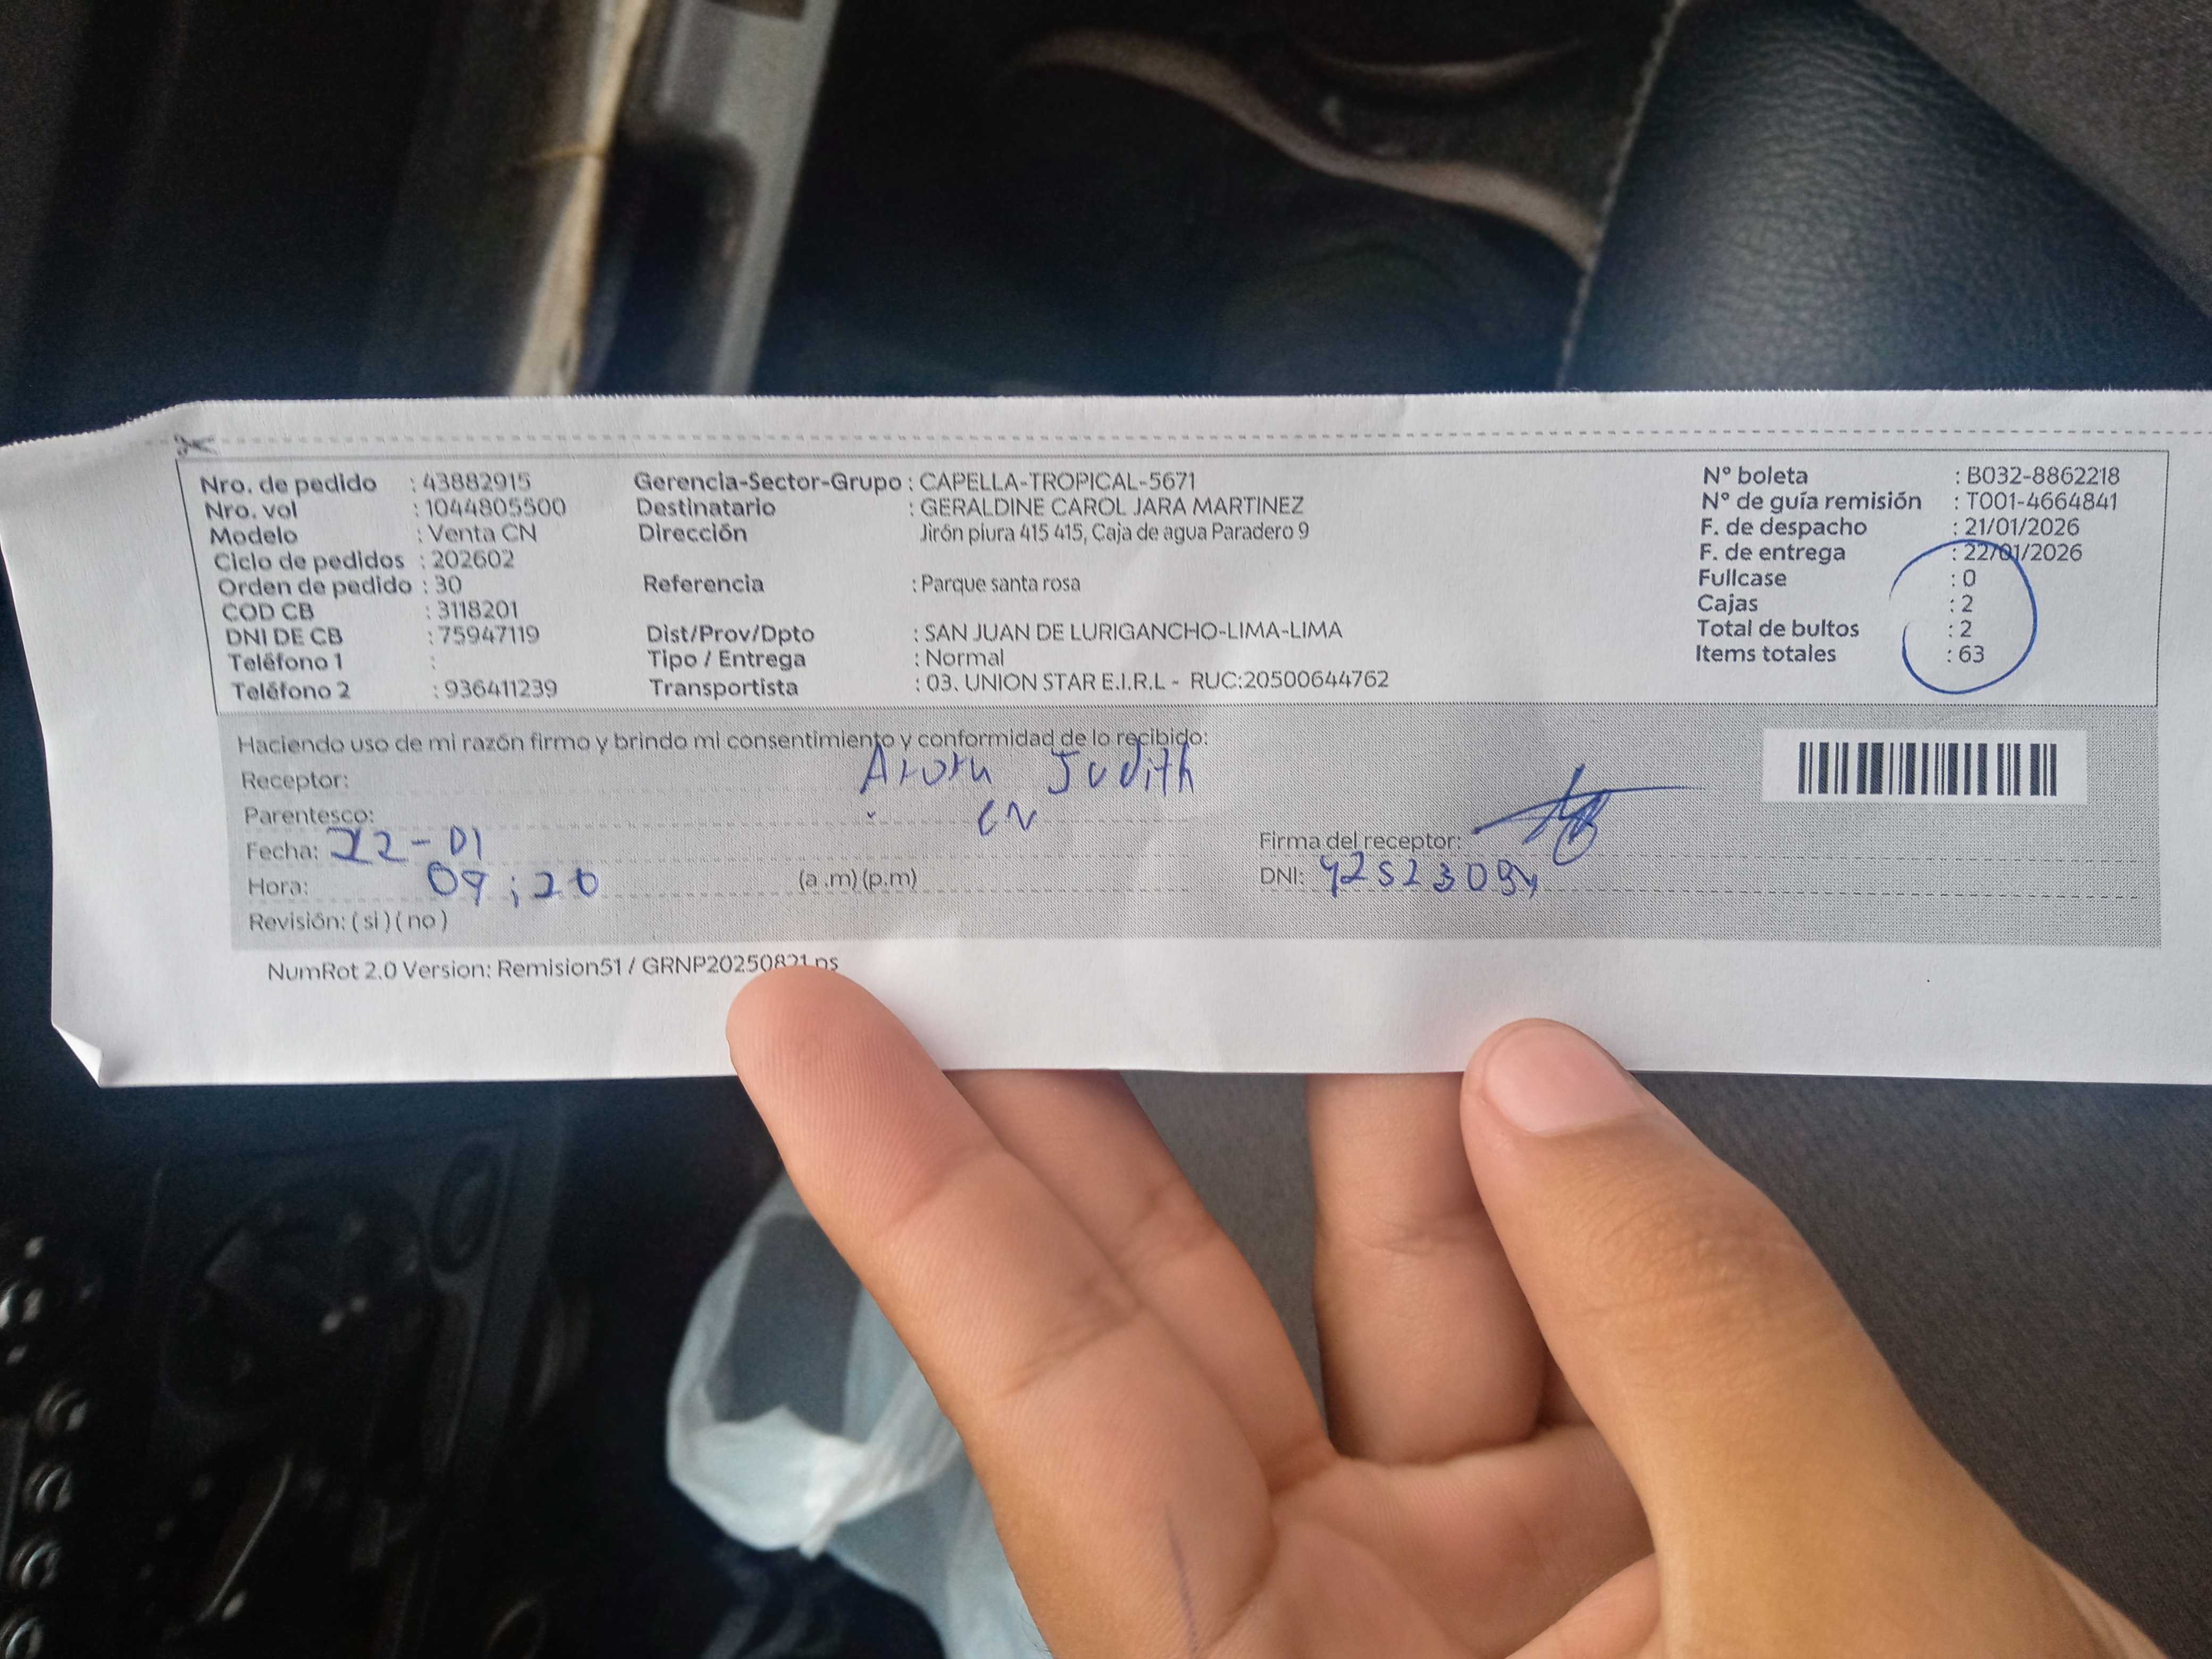 Nro. de pedido : 43882915
Nro. vol : 1044805500
Modelo : Venta CN
Ciclo de pedidos : 202602
Orden de pedido : 30
COD CB : 3118201
DNI DE CB : 75947119
Teléfono 1 :
Teléfono 2 : 936411239
Gerencia-Sector-Grupo : CAPELLA-TROPICAL-5671
Destinatario : GERALDINE CAROL JARA MARTINEZ
Dirección Jirón piura 415 415, Caja de agua Paradero 9
Referencia : Parque santa rosa
Dist/Prov/Dpto : SAN JUAN DE LURIGANCHO-LIMA-LIMA
Tipo / Entrega : Normal
Transportista : 03. UNION STAR E.I.R.L - RUC:20500644762
N° boleta : B032-8862218
N° de guía remisión : T001-4664841
F. de despacho : 21/01/2026
F. de entrega : 22/01/2026
Fullcase : 0
Cajas : 2
Total de bultos : 2
Items totales : 63
Haciendo uso de mi razón firmo y brindo mi consentimiento y conformidad de lo recibido:
Receptor: Judith
Parentesco: CN
Fecha: 22-01
Hora: 09:20 (a .m) (p.m)
Revisión: ( si ) ( no )
Firma del receptor:
DNI:
NumRot 2.0 Version: Remision51 / GRNP20250821.ps